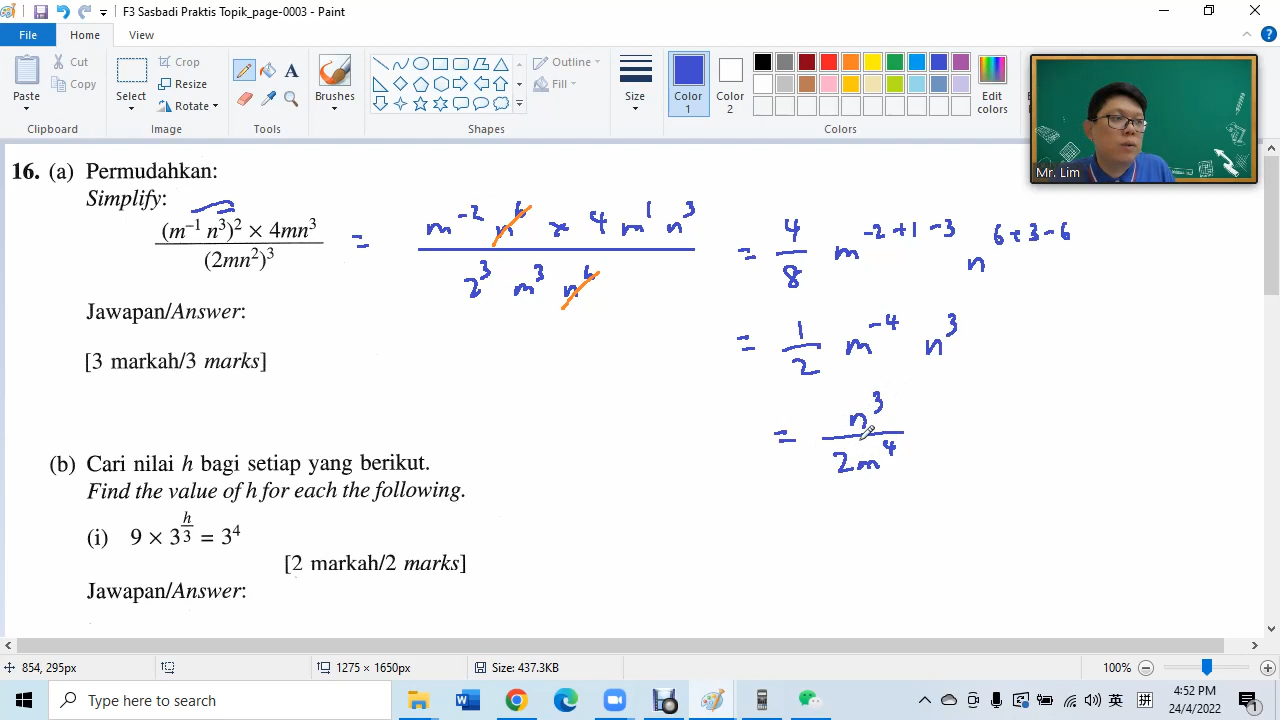 F3 Sasbadi Praktis Topik_page-0003 - Paint
File Home View
Paste Cut Copy Clipboard
Select Crop Resize Rotate Image
Tools
Brushes
Shapes Outline Fill
Size
Color 1 Color 2 Edit colors Colors
Mr. Lim
16. (a) Permudahkan:
Simplify:
(m⁻¹ n³)² × 4mn³ / (2mn²)³ = m⁻² n⁶ × 4 m¹ n³ / 2³ m³ n⁶ = 4/8 m^(-2+1-3) n^(6+3-6)
Jawapan/Answer:
= 1/2 m⁻⁴ n³
[3 markah/3 marks]
= n³ / 2m⁴
(b) Cari nilai h bagi setiap yang berikut.
Find the value of h for each the following.
(i) 9 × 3^(h/3) = 3⁴
[2 markah/2 marks]
Jawapan/Answer:
854, 295px 1275 × 1650px Size: 437.3KB 100%
Type here to search
英 拼 4:52 PM
24/4/2022
1